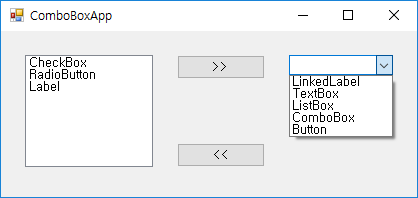 ComboBoxApp
CheckBox
RadioButton
Label
>>
<<
LinkedLabel
TextBox
ListBox
ComboBox
Button